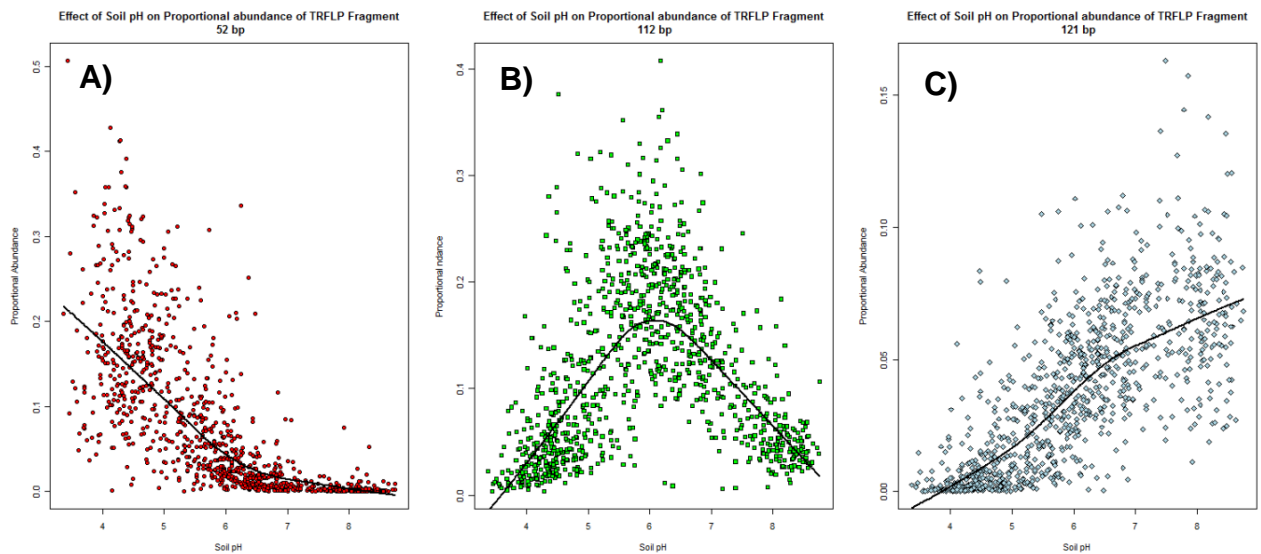 Effect of Soil pH on Proportional abundance of TRFLP Fragment
52 bp
A)
0.5
0.4
0.3
0.2
0.1
0.0
Proportional Abundance
4 5 6 7 8
Soil pH
Effect of Soil pH on Proportional abundance of TRFLP Fragment
112 bp
B)
0.4
0.3
0.2
0.1
0.0
Proportional ndance
4 5 6 7 8
Soil pH
Effect of Soil pH on Proportional abundance of TRFLP Fragment
121 bp
C)
0.15
0.10
0.05
0.00
Proportional Abundance
4 5 6 7 8
Soil pH